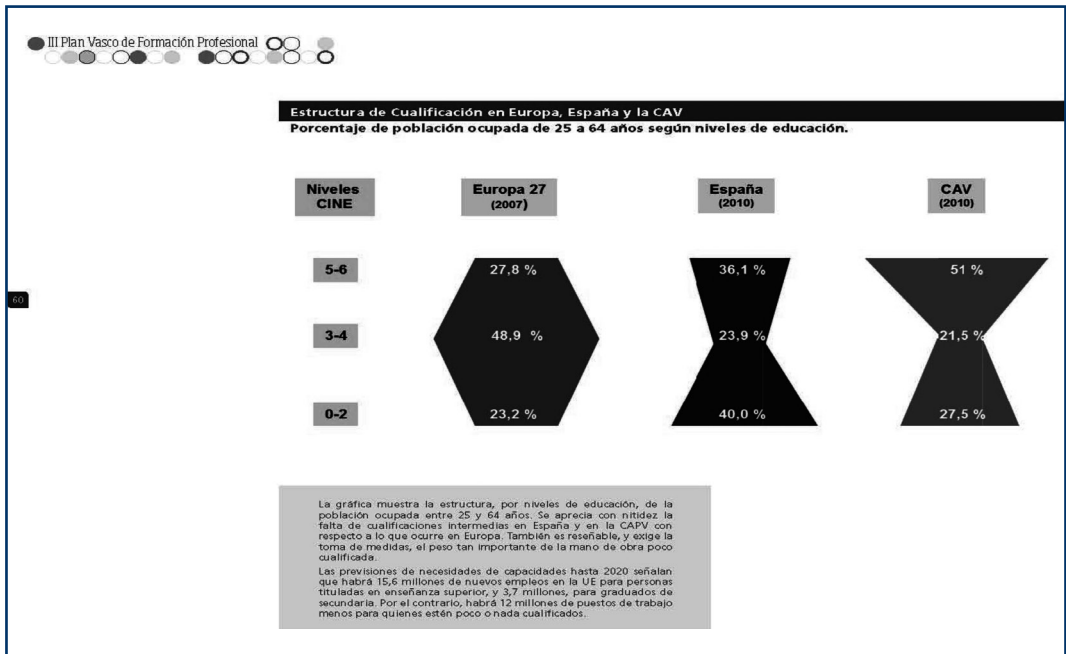 III Plan Vasco de Formación Profesional
Estructura de Cualificación en Europa, España y la CAV
Porcentaje de población ocupada de 25 a 64 años según niveles de educación.
Niveles CINE
Europa 27 (2007)
España (2010)
CAV (2010)
5-6 27,8 % 36,1 % 51 %
60
3-4 48,9 % 23,9 % 21,5 %
0-2 23,2 % 40,0 % 27,5 %
La gráfica muestra la estructura, por niveles de educación, de la
población ocupada entre 25 y 64 años. Se aprecia con nitidez la
falta de cualificaciones intermedias en España y en la CAPV con
respecto a lo que ocurre en Europa. También es reseñable, y exige la
toma de medidas, el peso tan importante de la mano de obra poco
cualificada.
Las previsiones de necesidades de capacidades hasta 2020 señalan
que habrá 15,6 millones de nuevos empleos en la UE para personas
tituladas en enseñanza superior, y 3,7 millones, para graduados de
secundaria. Por el contrario, habrá 12 millones de puestos de trabajo
menos para quienes estén poco o nada cualificados.